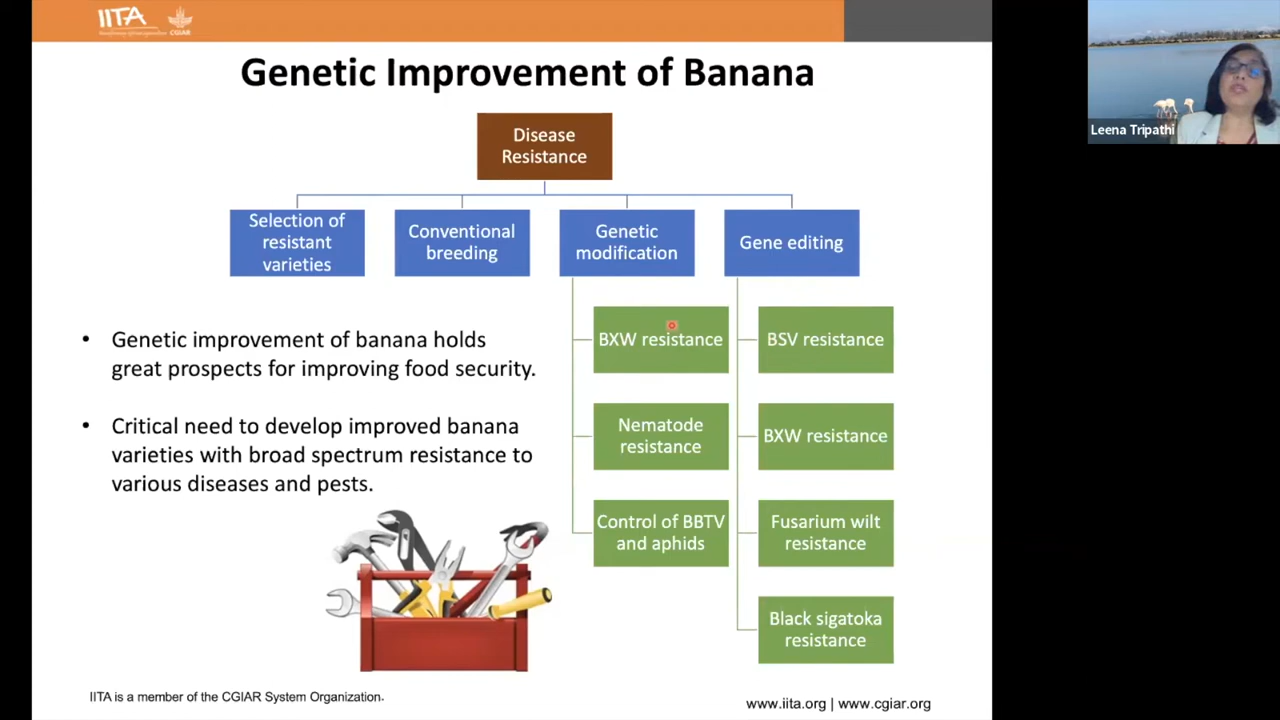 IITA
CGIAR
Leena Tripathi
Genetic Improvement of Banana
Disease
Resistance
Selection of
resistant
varieties
Conventional
breeding
Genetic
modification
Gene editing
BXW resistance
Nematode
resistance
Control of BBTV
and aphids
BSV resistance
BXW resistance
Fusarium wilt
resistance
Black sigatoka
resistance
• Genetic improvement of banana holds
great prospects for improving food security.
• Critical need to develop improved banana
varieties with broad spectrum resistance to
various diseases and pests.
IITA is a member of the CGIAR System Organization.
www.iita.org | www.cgiar.org